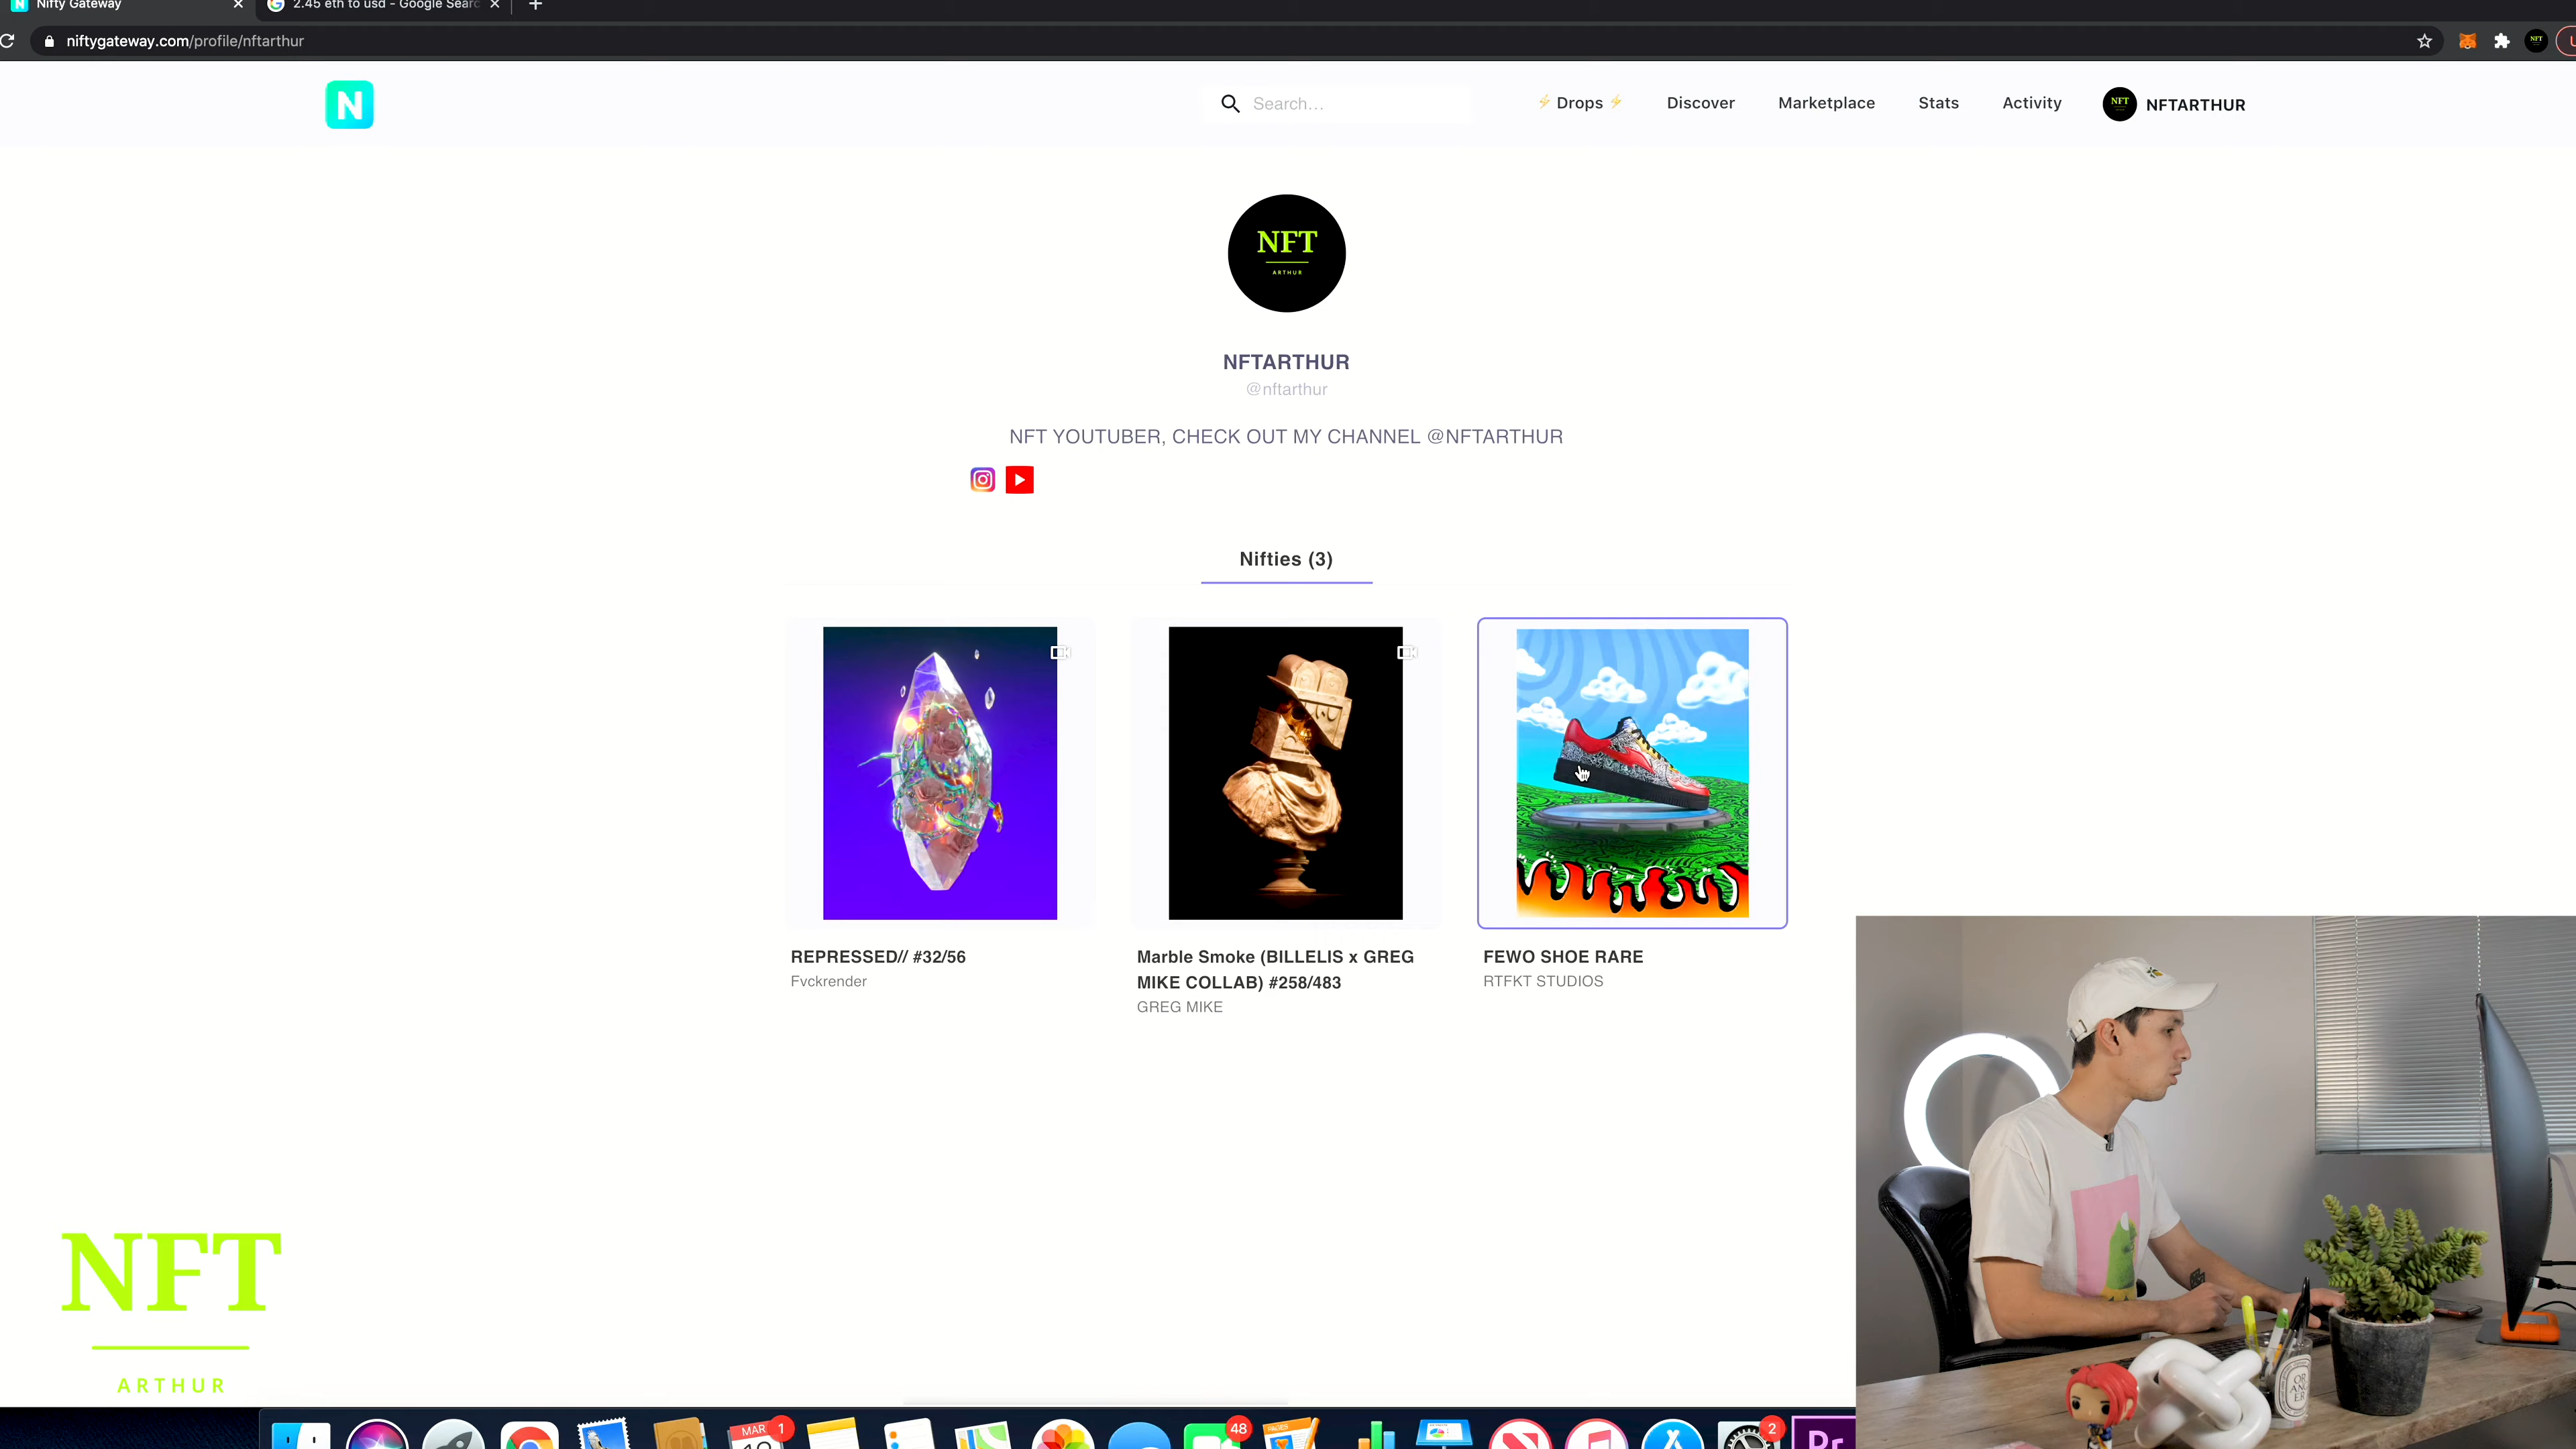 Nifty Gateway
2.45 eth to usd - Google Searc
niftygateway.com/profile/nftarthur
NFT
N
Search...
Drops
Discover
Marketplace
Stats
Activity
NFT
NFTARTHUR
NFT
ARTHUR
NFTARTHUR
@nftarthur
NFT YOUTUBER, CHECK OUT MY CHANNEL @NFTARTHUR
Nifties (3)
REPRESSED// #32/56
Fvckrender
Marble Smoke (BILLELIS x GREG
MIKE COLLAB) #258/483
GREG MIKE
FEWO SHOE RARE
RTFKT STUDIOS
NFT
ARTHUR
MAR
1
48
2
Pr